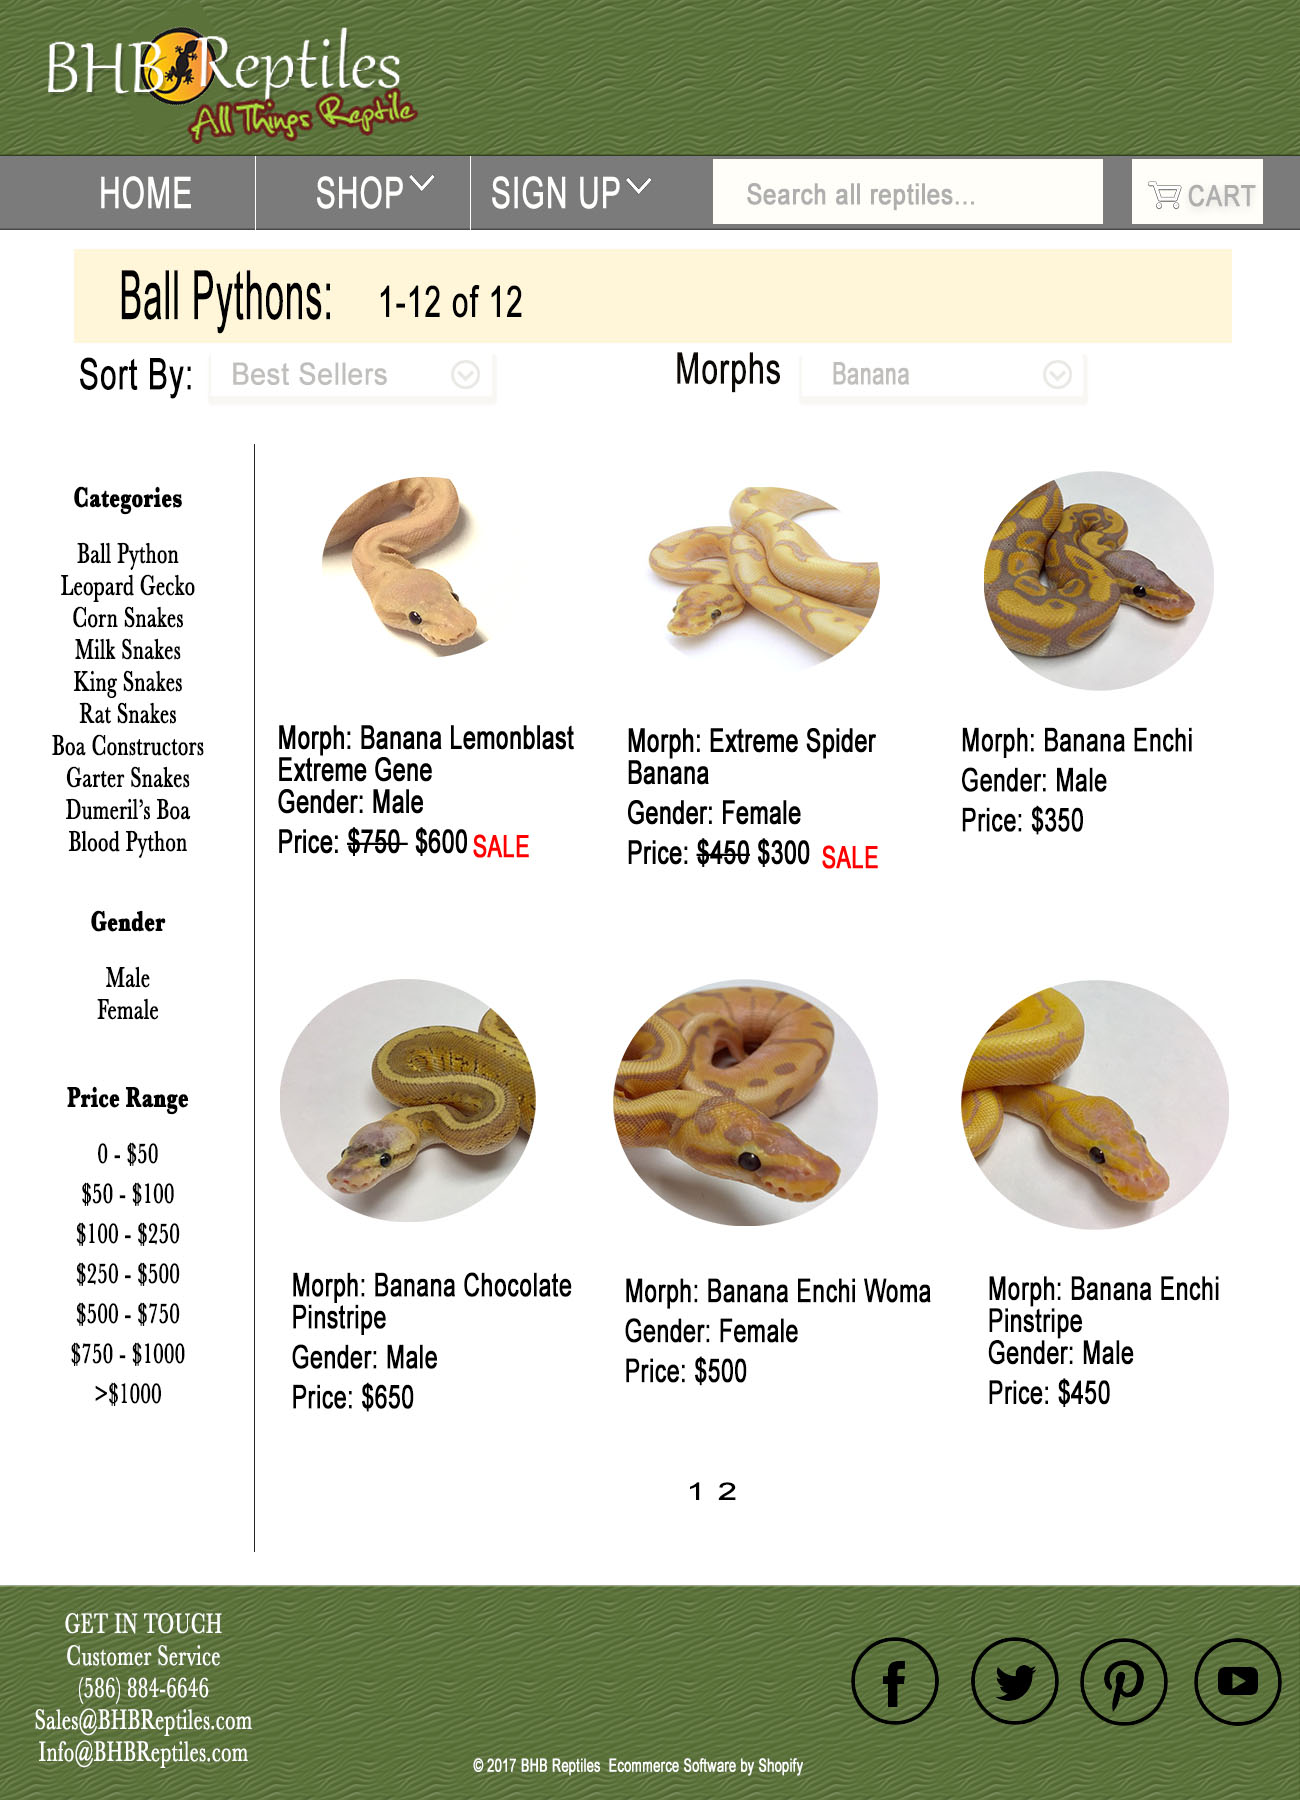 BHB Reptiles
All Things Reptile
HOME
SHOP
SIGN UP
Search all reptiles...
CART
Ball Pythons: 1-12 of 12
Sort By: Best Sellers
Morphs Banana
Categories
Ball Python
Leopard Gecko
Corn Snakes
Milk Snakes
King Snakes
Rat Snakes
Boa Constructors
Garter Snakes
Dumeril's Boa
Blood Python
Gender
Male
Female
Price Range
0 - $50
$50 - $100
$100 - $250
$250 - $500
$500 - $750
$750 - $1000
>$1000
Morph: Banana Lemonblast
Extreme Gene
Gender: Male
Price: $750 $600 SALE
Morph: Extreme Spider
Banana
Gender: Female
Price: $450 $300 SALE
Morph: Banana Enchi
Gender: Male
Price: $350
Morph: Banana Chocolate
Pinstripe
Gender: Male
Price: $650
Morph: Banana Enchi Woma
Gender: Female
Price: $500
Morph: Banana Enchi
Pinstripe
Gender: Male
Price: $450
1 2
GET IN TOUCH
Customer Service
(586) 884-6646
Sales@BHBReptiles.com
Info@BHBReptiles.com
© 2017 BHB Reptiles Ecommerce Software by Shopify